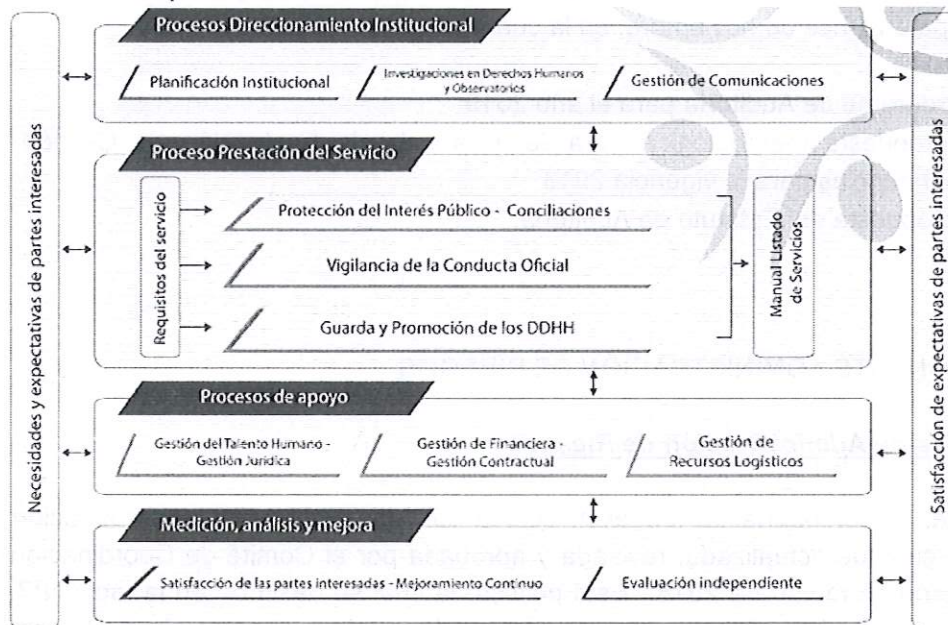 Procesos Direccionamiento Institucional
Planificación Institucional
Investigaciones en Derechos Humanos
y Observatorios
Gestión de Comunicaciones
Necesidades y expectativas de partes interesadas
Proceso Prestación del Servicio
Requisitos del servicio
Protección del Interés Público - Conciliaciones
Vigilancia de la Conducta Oficial
Guarda y Promoción de los DDHH
Manual Listado
de Servicios
Satisfacción de expectativas de partes interesadas
Procesos de apoyo
Gestión del Talento Humano -
Gestión Jurídica
Gestión de Financiera -
Gestión Contractual
Gestión de
Recursos Logísticos
Medición, análisis y mejora
Satisfacción de las partes interesadas - Mejoramiento Continuo
Evaluación independiente